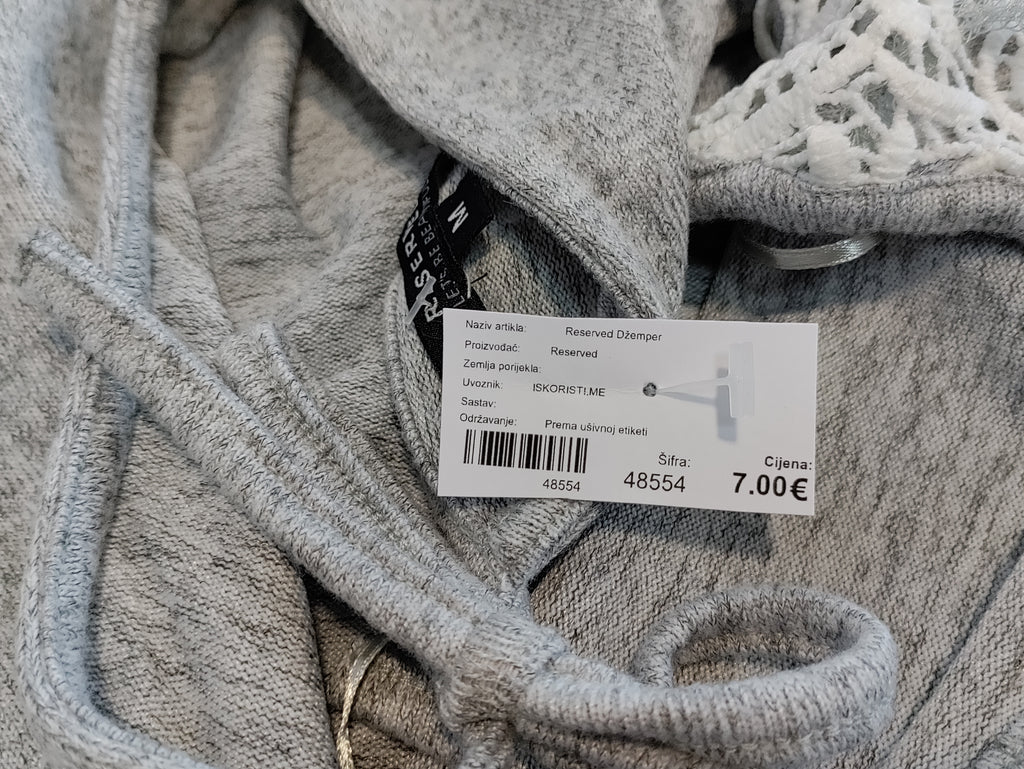 M
RESERVED
Naziv artikla: Reserved Džemper
Proizvođač: Reserved
Zemlja porijekla:
Uvoznik: ISKORISTI.ME
Sastav:
Održavanje: Prema ušivnoj etiketi
48554
Šifra:
48554
Cijena:
7.00€